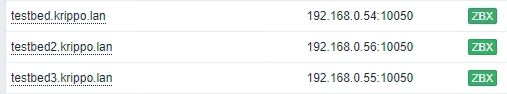 testbed.krippo.lan 192.168.0.54:10050 ZBX
testbed2.krippo.lan 192.168.0.56:10050 ZBX
testbed3.krippo.lan 192.168.0.55:10050 ZBX